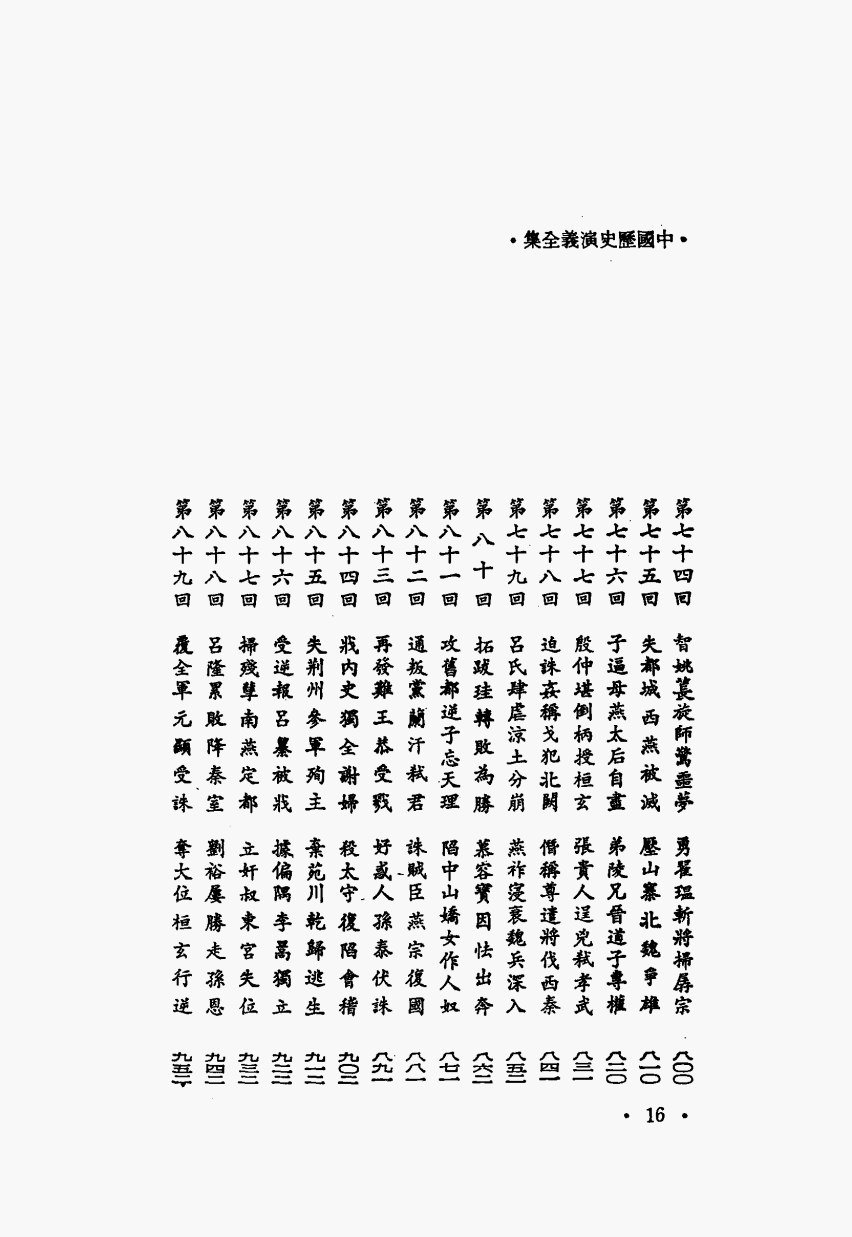 •中國歷史演義全集•
第七十四回 智姚萇旋師驚噩夢 勇翟瑥斬將掃孱宗 八〇〇
第七十五回 失都城西燕被滅 壓山寨北魏爭雄 八一〇
第七十六回 子逼母燕太后自盡 弟陵兄晉道子專權 八二〇
第七十七回 殷仲堪倒柄授桓玄 張貴人逞兇弒孝武 八三一
第七十八回 迫誅姦稱戈犯北闕 僭稱尊遣將伐西秦 八四一
第七十九回 呂氏肆虐涼土分崩 燕祚寖衰魏兵深入 八五二
第八十回 拓跋珪轉敗為勝 慕容寶因怯出奔 八六二
第八十一回 攻舊都逆子忘天理 陷中山嬌女作人奴 八七一
第八十二回 通叛黨蘭汗弒君 誅賊臣燕宗復國 八八一
第八十三回 再發難王恭受戮 好惑人孫泰伏誅 八九一
第八十四回 戕內史獨全謝婦 殺太守復陷會稽 九〇二
第八十五回 失荊州參軍殉主 棄苑川乾歸逃生 九一二
第八十六回 受逆報呂纂被戕 據偏隅李暠獨立 九二二
第八十七回 掃殘孽南燕定都 立奸叔東宮失位 九三二
第八十八回 呂隆累敗降秦室 劉裕屢勝走孫恩 九四二
第八十九回 覆全軍元顯受誅 奪大位桓玄行逆 九五二
• 16 •